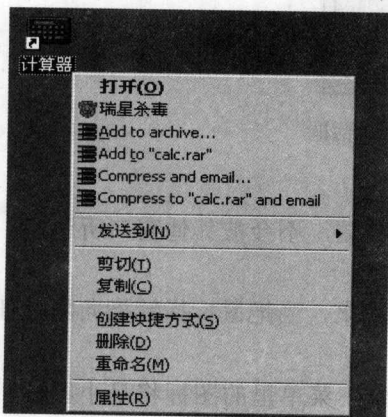 计算器
打开(O)
瑞星杀毒
Add to archive...
Add to "calc.rar"
Compress and email...
Compress to "calc.rar" and email
发送到(N)
剪切(T)
复制(C)
创建快捷方式(S)
删除(D)
重命名(M)
属性(R)